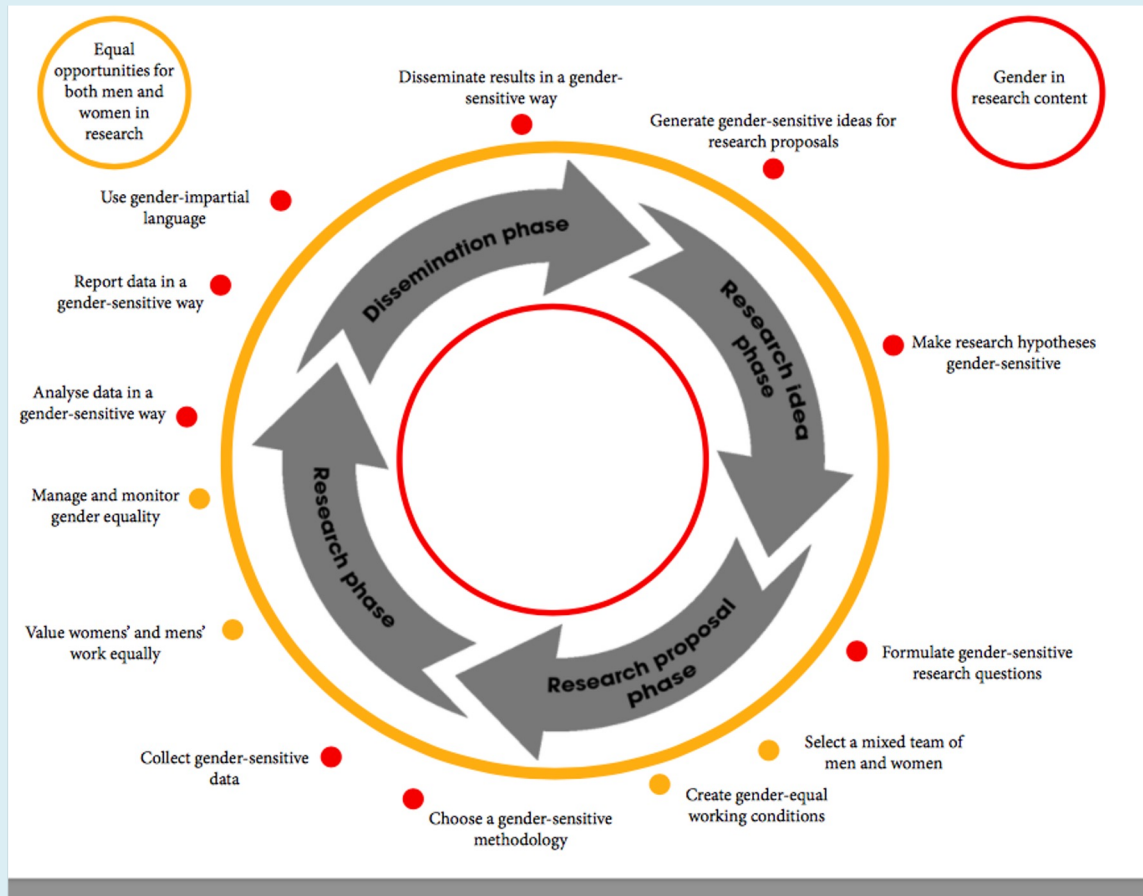 Equal
opportunities for
both men and
women in
research
Gender in
research content
Disseminate results in a gender-
sensitive way
Generate gender-sensitive ideas for
research proposals
Make research hypotheses
gender-sensitive
Formulate gender-sensitive
research questions
Select a mixed team of
men and women
Create gender-equal
working conditions
Choose a gender-sensitive
methodology
Collect gender-sensitive
data
Value womens’ and mens’
work equally
Manage and monitor
gender equality
Analyse data in a
gender-sensitive way
Report data in a
gender-sensitive way
Use gender-impartial
language
Dissemination phase
Research idea
phase
Research proposal
phase
Research phase